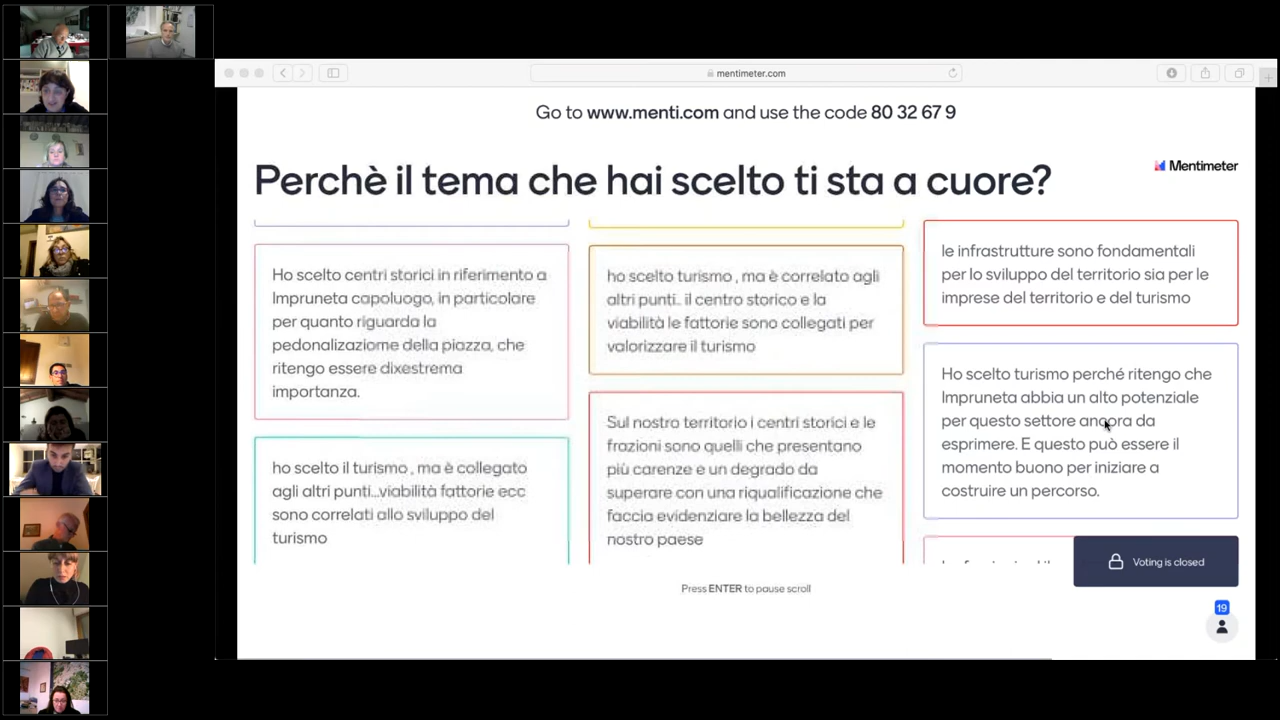 mentimeter.com
Go to www.menti.com and use the code 80 32 67 9
Perchè il tema che hai scelto ti sta a cuore?
Mentimeter
Ho scelto centri storici in riferimento a
Impruneta capoluogo, in particolare
per quanto riguarda la
pedonalizaziome della piazza, che
ritengo essere dixestrema
importanza.
ho scelto il turismo , ma è collegato
agli altri punti...viabilità fattorie ecc
sono correlati allo sviluppo del
turismo
ho scelto turismo , ma è correlato agli
altri punti.. il centro storico e la
viabilità le fattorie sono collegati per
valorizzare il turismo
Sul nostro territorio i centri storici e le
frazioni sono quelli che presentano
più carenze e un degrado da
superare con una riqualificazione che
faccia evidenziare la bellezza del
nostro paese
le infrastrutture sono fondamentali
per lo sviluppo del territorio sia per le
imprese del territorio e del turismo
Ho scelto turismo perché ritengo che
Impruneta abbia un alto potenziale
per questo settore ancora da
esprimere. E questo può essere il
momento buono per iniziare a
costruire un percorso.
Voting is closed
Press ENTER to pause scroll
19